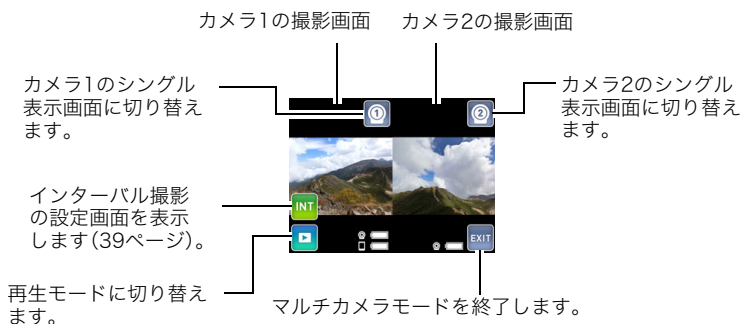 カメラ1の撮影画面
カメラ2の撮影画面
カメラ1のシングル
表示画面に切り替え
ます。
①
②
カメラ2のシングル
表示画面に切り替え
ます。
インターバル撮影
の設定画面を表示
します(39ページ)。
INT
EXIT
再生モードに切り替え
ます。
マルチカメラモードを終了します。